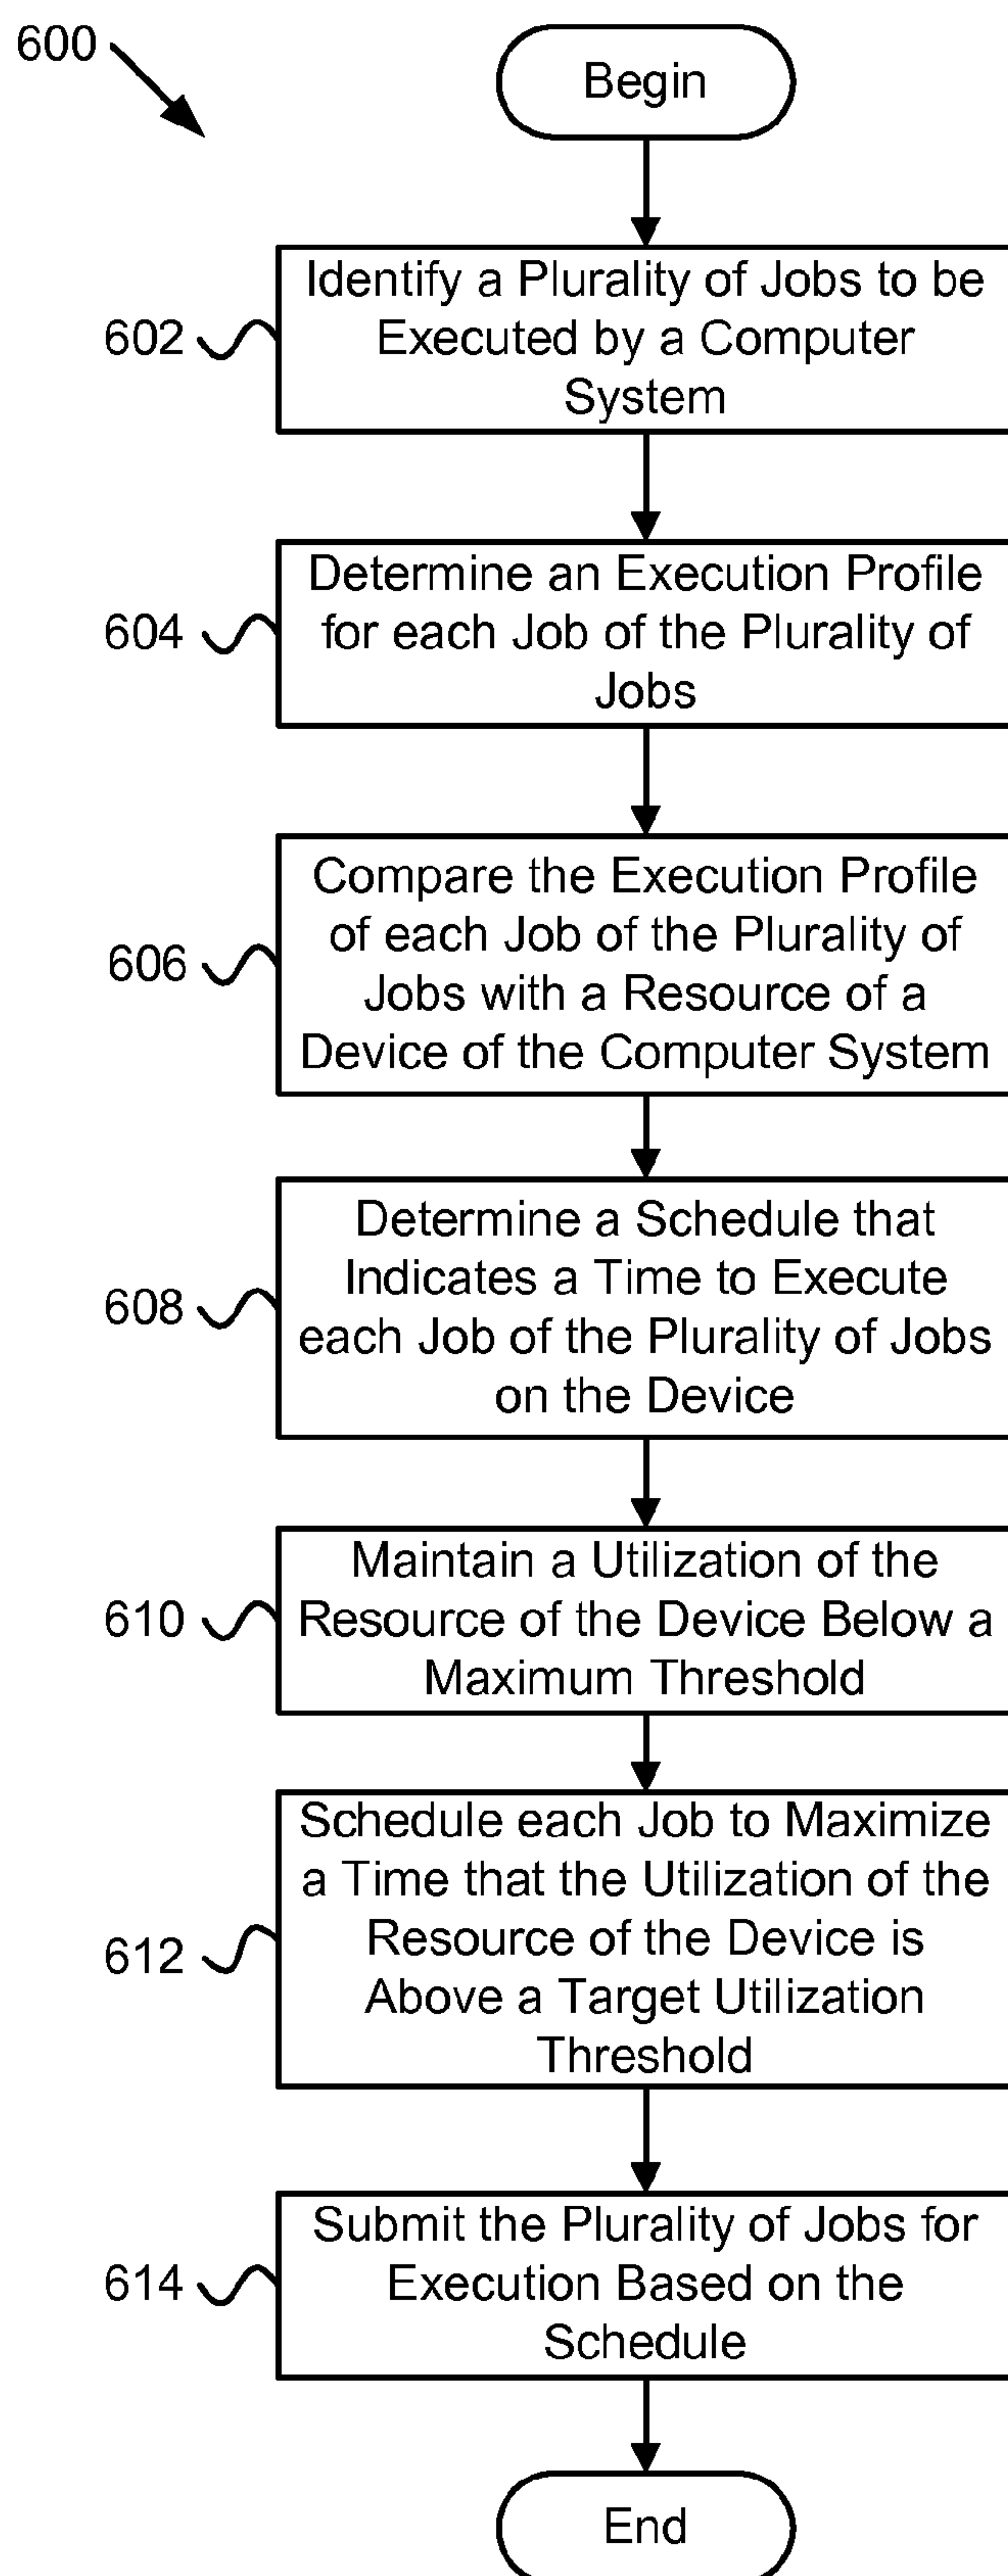 600
Begin
602
Identify a Plurality of Jobs to be
Executed by a Computer
System
604
Determine an Execution Profile
for each Job of the Plurality of
Jobs
606
Compare the Execution Profile
of each Job of the Plurality of
Jobs with a Resource of a
Device of the Computer System
608
Determine a Schedule that
Indicates a Time to Execute
each Job of the Plurality of Jobs
on the Device
610
Maintain a Utilization of the
Resource of the Device Below a
Maximum Threshold
612
Schedule each Job to Maximize
a Time that the Utilization of the
Resource of the Device is
Above a Target Utilization
Threshold
614
Submit the Plurality of Jobs for
Execution Based on the
Schedule
End